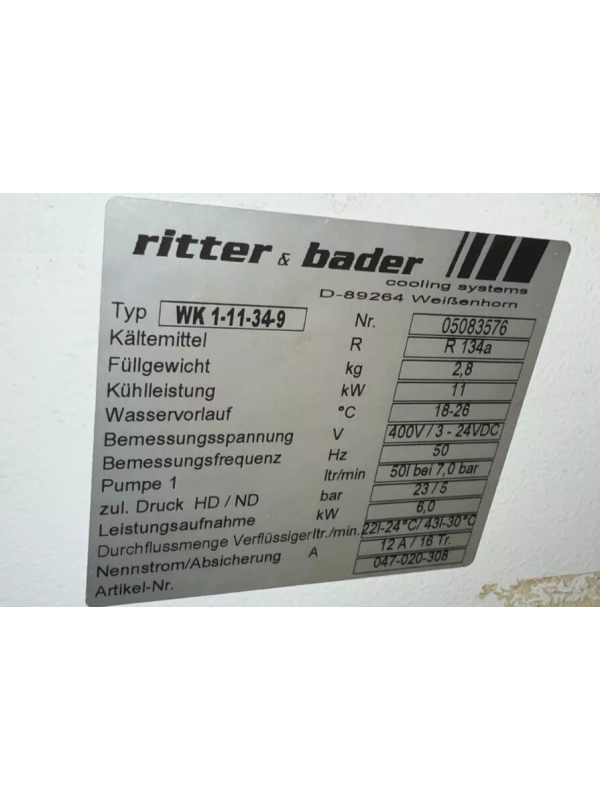 ritter & bader
cooling systems
D-89264 Weißenhorn
Typ WK 1-11-34-9 Nr. 05083576
Kältemittel R R 134a
Füllgewicht kg 2,8
Kühlleistung kW 11
Wasservorlauf °C 18-26
Bemessungsspannung V 400V / 3 - 24VDC
Bemessungsfrequenz Hz 50
Pumpe 1 ltr/min 50l bei 7,0 bar
zul. Druck HD / ND bar 23 / 5
Leistungsaufnahme kW 6,0
Durchflussmenge Verflüssiger ltr./min. 22l-24°C/ 43l-30°C
Nennstrom/Absicherung A 12 A / 16 Tr.
Artikel-Nr. 047-020-308